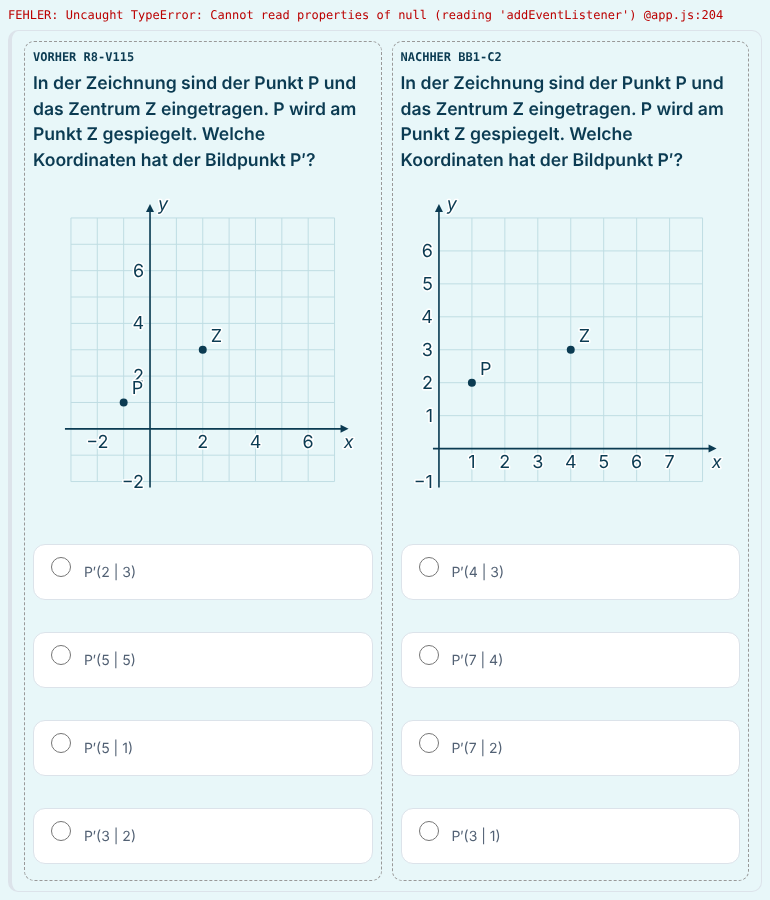 FEHLER: Uncaught TypeError: Cannot read properties of null (reading 'addEventListener') @app.js:204
VORHER R8-V115
In der Zeichnung sind der Punkt P und
das Zentrum Z eingetragen. P wird am
Punkt Z gespiegelt. Welche
Koordinaten hat der Bildpunkt P′?
y
6
4
Z
2
P
−2
2
4
6
x
−2
P′(2 | 3)
P′(5 | 5)
P′(5 | 1)
P′(3 | 2)
NACHHER BB1-C2
In der Zeichnung sind der Punkt P und
das Zentrum Z eingetragen. P wird am
Punkt Z gespiegelt. Welche
Koordinaten hat der Bildpunkt P′?
y
6
5
4
Z
3
P
2
1
1 2 3 4 5 6 7 x
−1
P′(4 | 3)
P′(7 | 4)
P′(7 | 2)
P′(3 | 1)